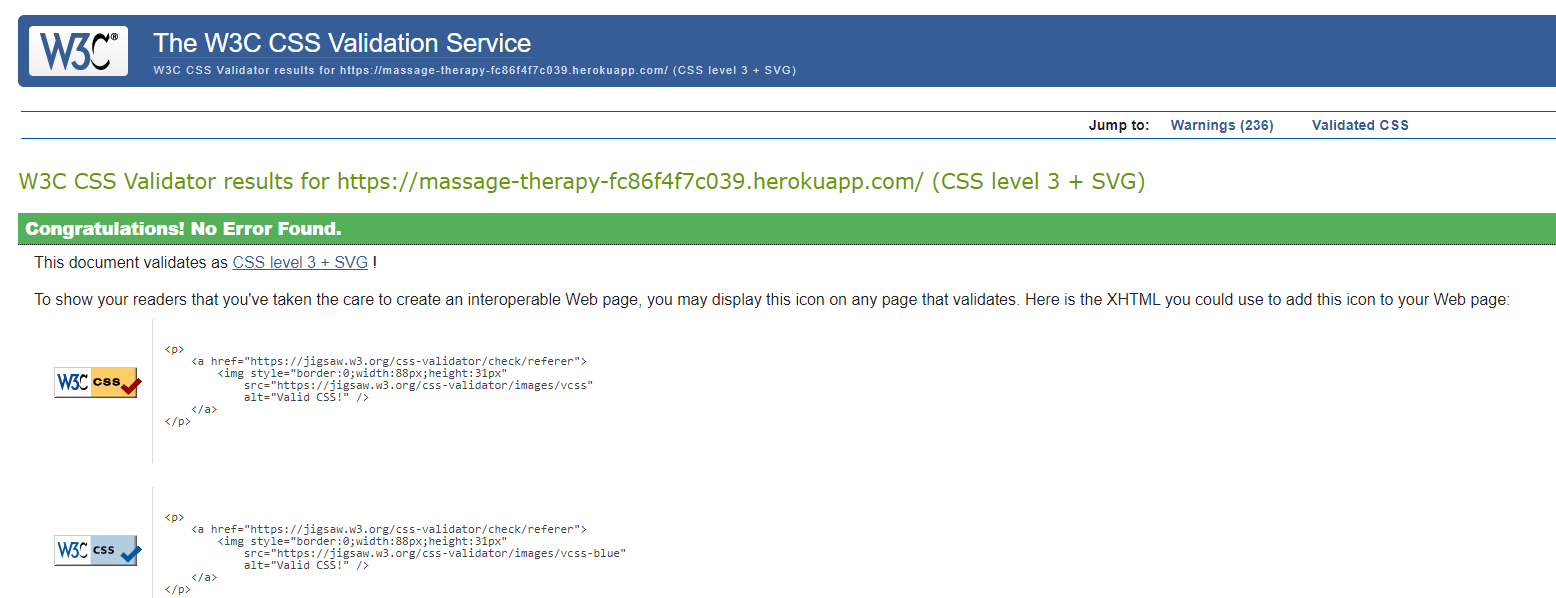 W3C®
The W3C CSS Validation Service
W3C CSS Validator results for https://massage-therapy-fc86f4f7c039.herokuapp.com/ (CSS level 3 + SVG)
Jump to: Warnings (236) Validated CSS
W3C CSS Validator results for https://massage-therapy-fc86f4f7c039.herokuapp.com/ (CSS level 3 + SVG)
Congratulations! No Error Found.
This document validates as CSS level 3 + SVG !
To show your readers that you've taken the care to create an interoperable Web page, you may display this icon on any page that validates. Here is the XHTML you could use to add this icon to your Web page:
W3C css
<p>
<a href="https://jigsaw.w3.org/css-validator/check/referer">
<img style="border:0;width:88px;height:31px"
src="https://jigsaw.w3.org/css-validator/images/vcss"
alt="Valid CSS!" />
</a>
</p>
W3C css
<p>
<a href="https://jigsaw.w3.org/css-validator/check/referer">
<img style="border:0;width:88px;height:31px"
src="https://jigsaw.w3.org/css-validator/images/vcss-blue"
alt="Valid CSS!" />
</a>
</p>